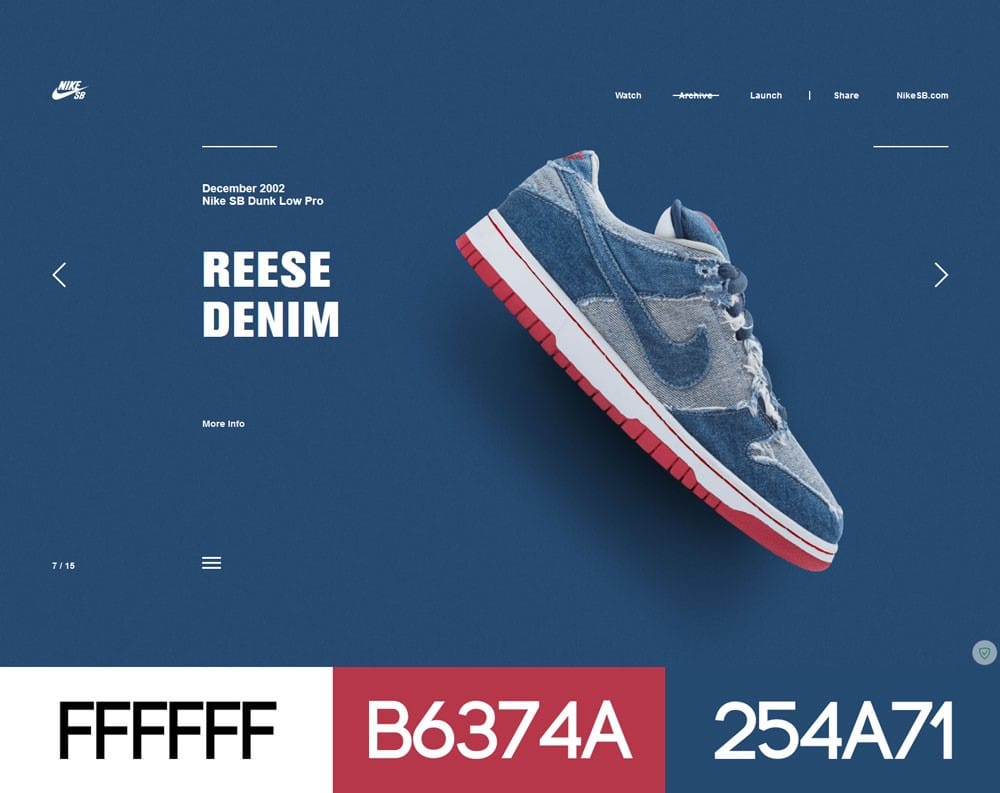 NIKE
SB
Watch
Archive
Launch
|
Share
NikeSB.com
December 2002
Nike SB Dunk Low Pro
REESE
DENIM
More Info
7 / 15
FFFFFF
B6374A
254A71